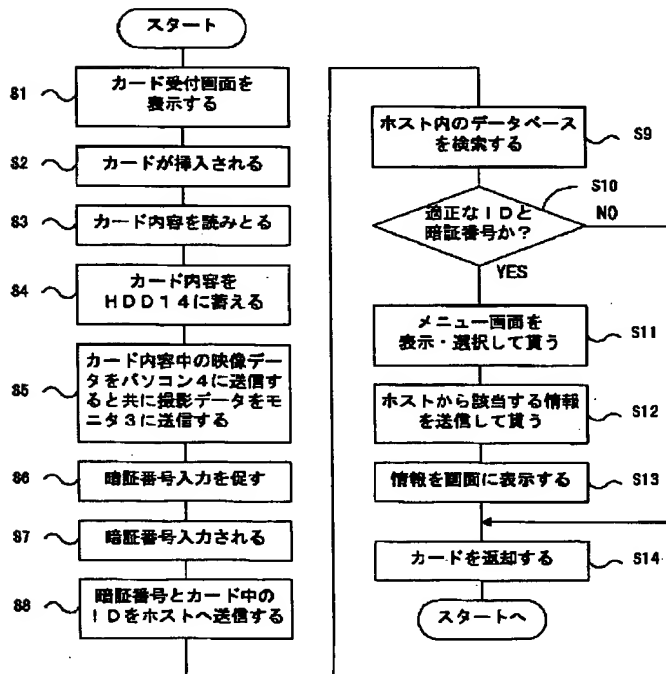 スタート
S1
カード受付画面を
表示する
S2
カードが挿入される
S3
カード内容を読みとる
S4
カード内容を
HDD14に蓄える
S5
カード内容中の映像デー
タをパソコン4に送信す
ると共に撮影データをモ
ニタ3に送信する
S6
暗証番号入力を促す
S7
暗証番号入力される
S8
暗証番号とカード中の
IDをホストへ送信する
ホスト内のデータベース
を検索する
S9
S10
適正なIDと
暗証番号か?
NO
YES
メニュー画面を
表示・選択して貰う
S11
ホストから該当する情報
を送信して貰う
S12
情報を画面に表示する
S13
カードを返却する
S14
スタートへ